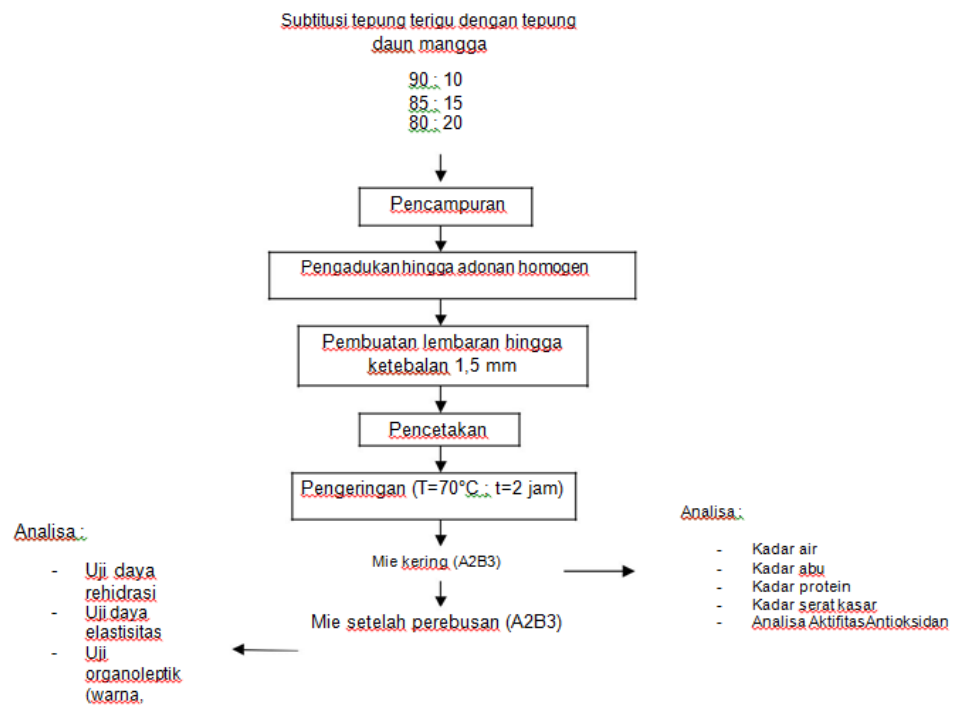 Subtitusi tepung terigu dengan tepung
daun mangga
90 : 10
85 : 15
80 : 20
Pencampuran
Pengadukan hingga adonan homogen
Pembuatan lembaran hingga
ketebalan 1,5 mm
Pencetakan
Pengeringan (T=70°C ; t=2 jam)
Mie kering (A2B3)
Mie setelah perebusan (A2B3)
Analisa :
- Uji daya
rehidrasi
- Uji daya
elastisitas
- Uji
organoleptik
(warna,
Analisa :
- Kadar air
- Kadar abu
- Kadar protein
- Kadar serat kasar
- Analisa AktifitasAntioksidan